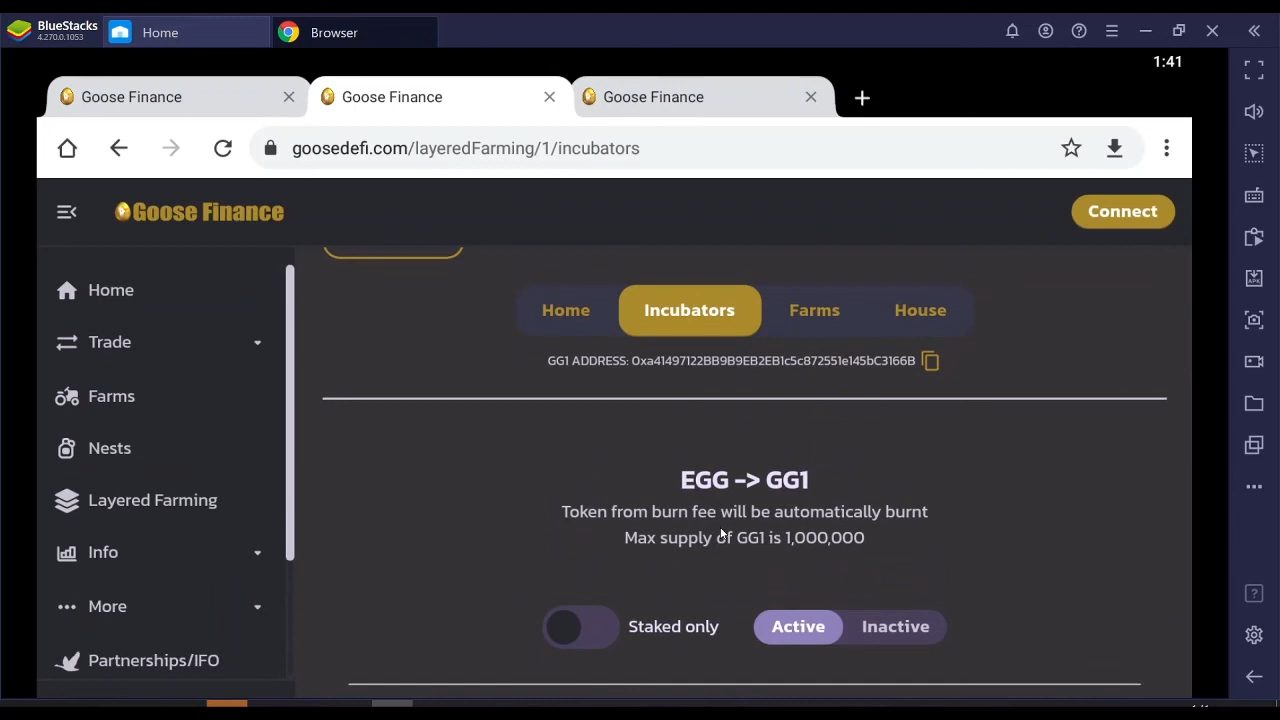 BlueStacks
4.270.0.1053
Home
Browser
1:41
Goose Finance
Goose Finance
Goose Finance
goosedefi.com/layeredFarming/1/incubators
Goose Finance
Connect
Home
Trade
Farms
Nests
Layered Farming
Info
More
Partnerships/IFO
Home
Incubators
Farms
House
GG1 ADDRESS: 0xa41497122BB9B9EB2EB1c5c872551e145bC3166B
EGG -> GG1
Token from burn fee will be automatically burnt
Max supply of GG1 is 1,000,000
Staked only
Active
Inactive